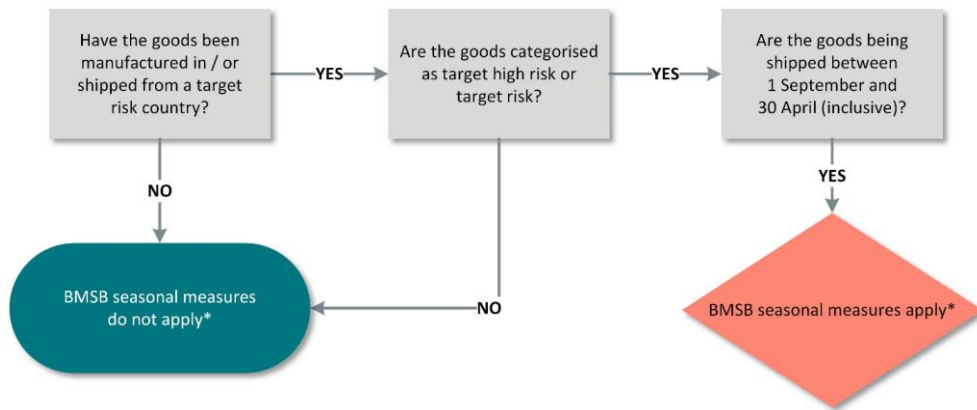 Have the goods been
manufactured in / or
shipped from a target
risk country?
YES
Are the goods categorised
as target high risk or
target risk?
YES
Are the goods being
shipped between
1 September and
30 April (inclusive)?
NO
YES
NO
BMSB seasonal measures
do not apply*
BMSB seasonal measures apply*